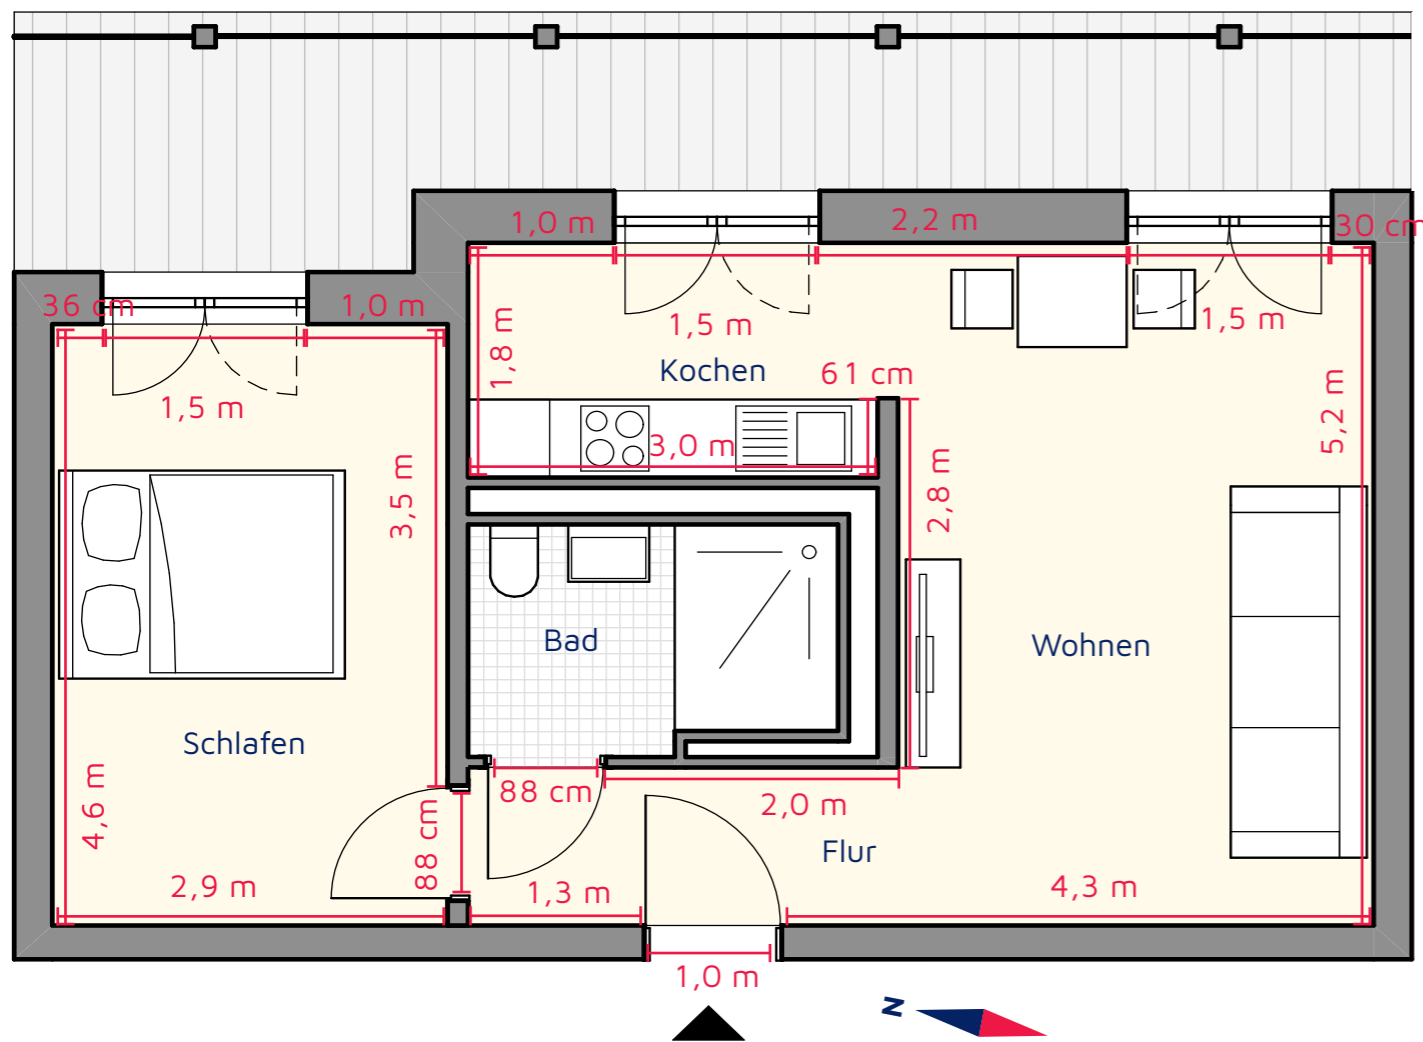 1,0 m
2,2 m
30 cm
36 cm
1,0 m
1,5 m
1,5 m
1,8 m
Kochen
61 cm
1,5 m
5,2 m
3,0 m
3,5 m
2,8 m
Bad
Wohnen
Schlafen
4,6 m
88 cm
88 cm
2,0 m
Flur
2,9 m
1,3 m
4,3 m
1,0 m
N